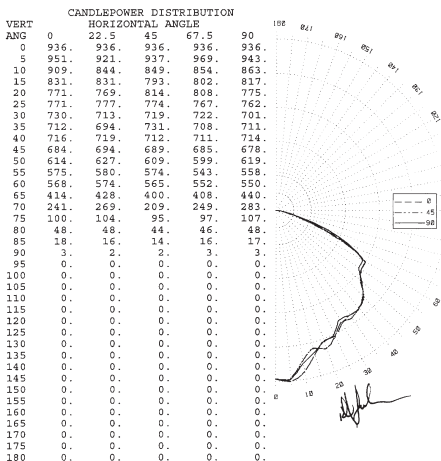 CANDLEPOWER DISTRIBUTION
VERT HORIZONTAL ANGLE
ANG 0 22.5 45 67.5 90
0 936. 936. 936. 936. 936.
5 951. 921. 937. 969. 943.
10 909. 844. 849. 854. 863.
15 831. 831. 793. 802. 817.
20 771. 769. 814. 808. 775.
25 771. 777. 774. 767. 762.
30 730. 713. 719. 722. 701.
35 712. 694. 731. 708. 711.
40 716. 719. 712. 711. 714.
45 684. 694. 689. 685. 678.
50 614. 627. 609. 599. 619.
55 575. 580. 574. 543. 558.
60 568. 574. 565. 552. 550.
65 414. 428. 400. 408. 440.
70 241. 269. 209. 249. 283.
75 100. 104. 95. 97. 107.
80 48. 48. 44. 46. 48.
85 18. 16. 14. 16. 17.
90 3. 2. 2. 3. 3.
95 0. 0. 0. 0. 0.
100 0. 0. 0. 0. 0.
105 0. 0. 0. 0. 0.
110 0. 0. 0. 0. 0.
115 0. 0. 0. 0. 0.
120 0. 0. 0. 0. 0.
125 0. 0. 0. 0. 0.
130 0. 0. 0. 0. 0.
135 0. 0. 0. 0. 0.
140 0. 0. 0. 0. 0.
145 0. 0. 0. 0. 0.
150 0. 0. 0. 0. 0.
155 0. 0. 0. 0. 0.
160 0. 0. 0. 0. 0.
165 0. 0. 0. 0. 0.
170 0. 0. 0. 0. 0.
175 0. 0. 0. 0. 0.
180 0. 0. 0. 0. 0.
180
170
160
150
140
130
120
0
45
90
60
50
40
30
20
10
0